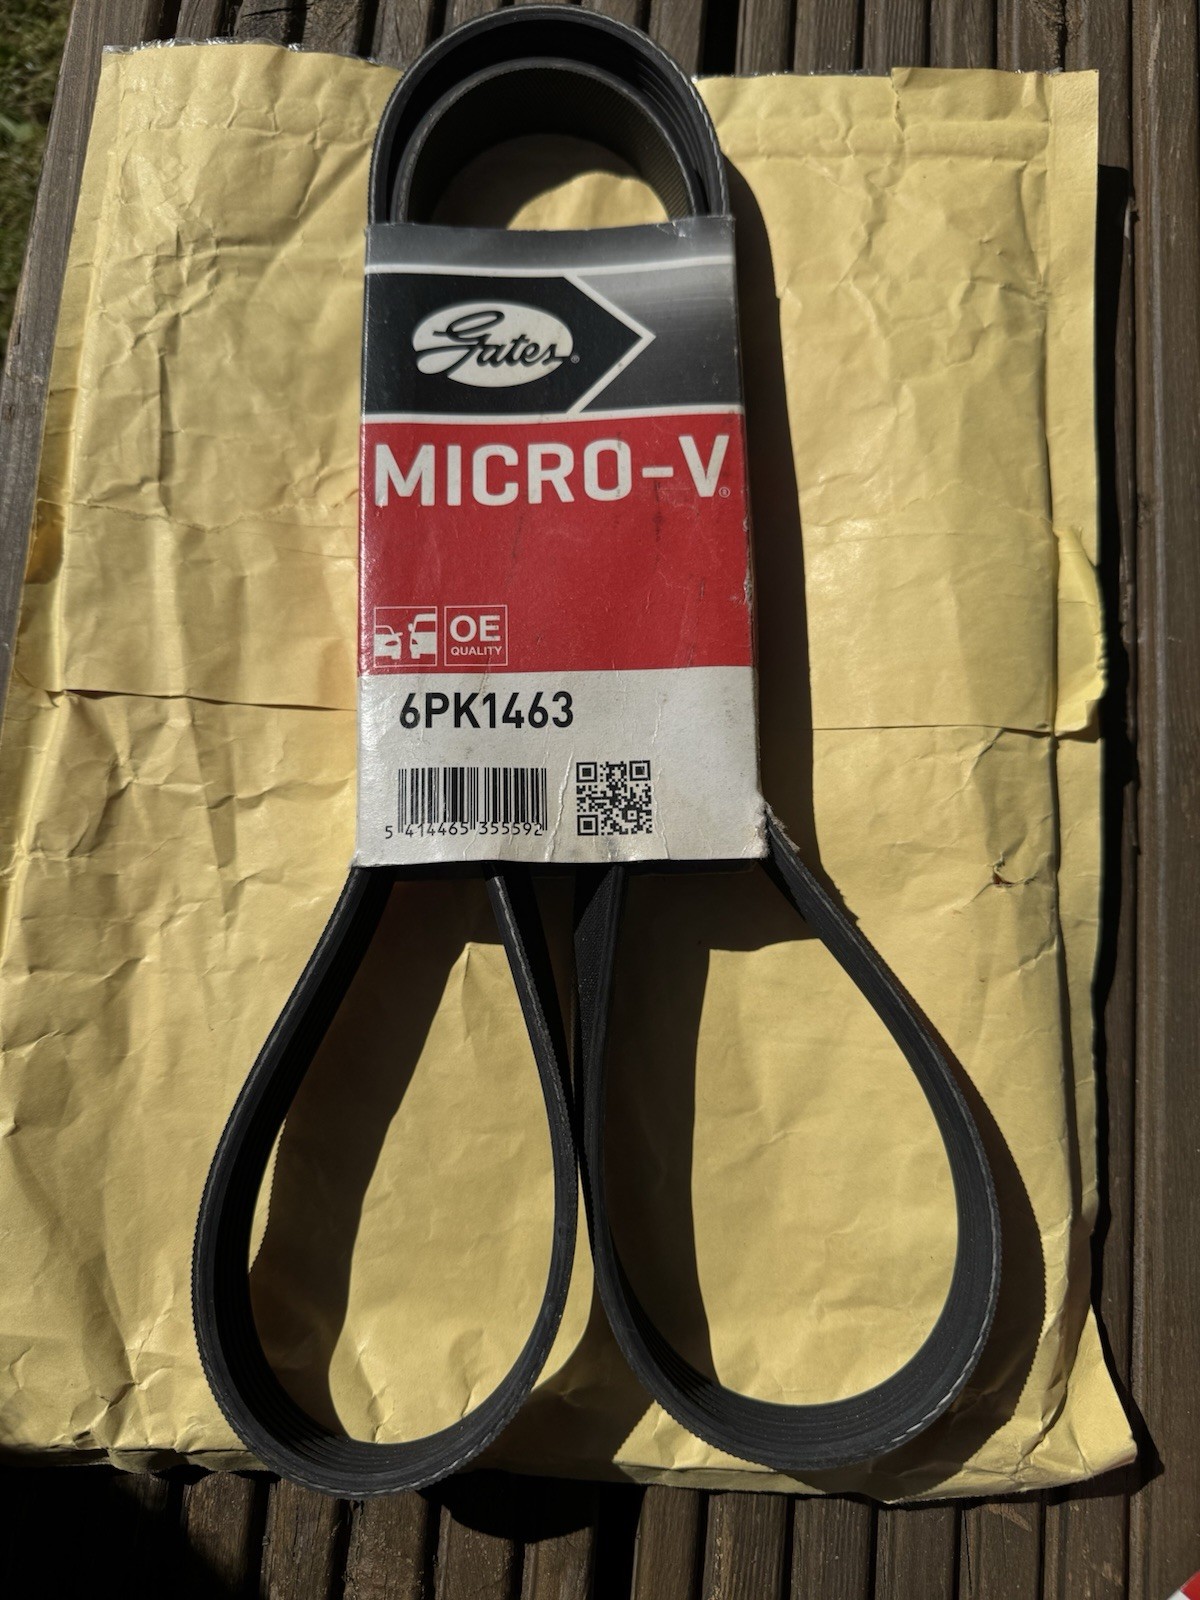 Gates®
MICRO-V®
OE
QUALITY
6PK1463
5 414465 355592